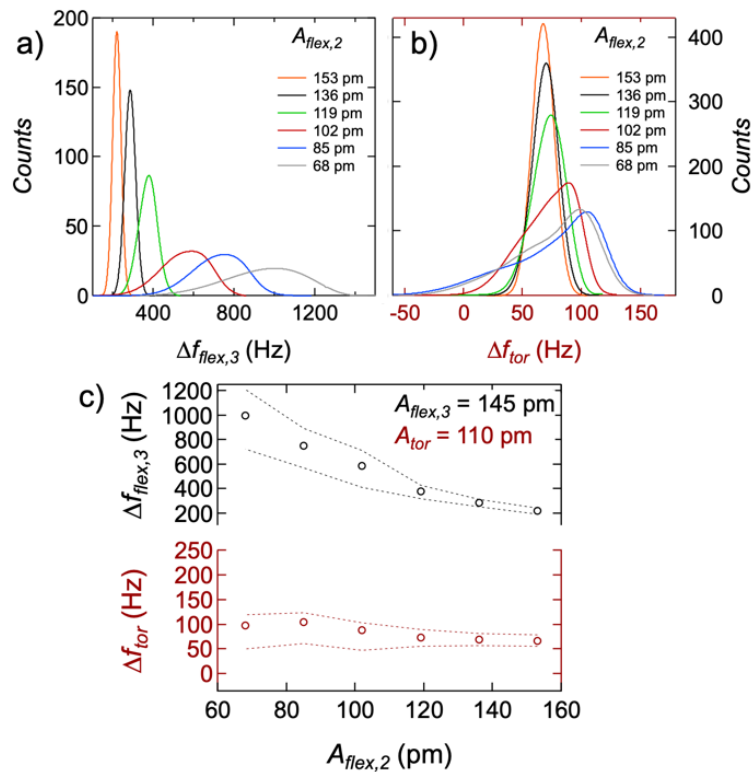 a)
A_flex,2
153 pm
136 pm
119 pm
102 pm
85 pm
68 pm
200
150
100
50
0
Counts
400 800 1200
Δf_flex,3 (Hz)
b)
A_flex,2
153 pm
136 pm
119 pm
102 pm
85 pm
68 pm
400
300
200
100
0
Counts
-50 0 50 100 150
Δf_tor (Hz)
c)
A_flex,3 = 145 pm
A_tor = 110 pm
1200
1000
800
600
400
200
Δf_flex,3 (Hz)
250
200
150
100
50
0
Δf_tor (Hz)
60 80 100 120 140 160
A_flex,2 (pm)